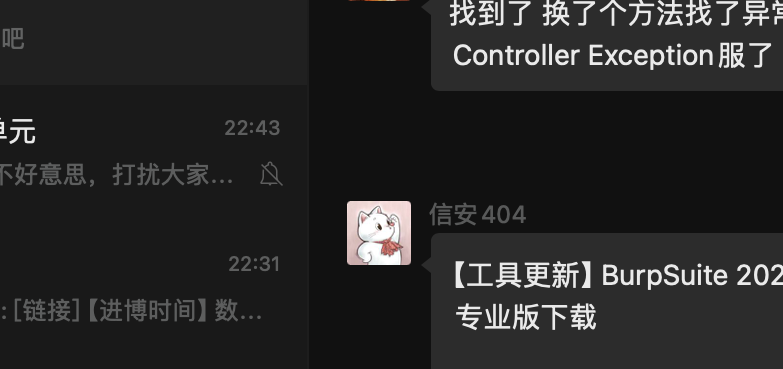 吧
单元
22:43
不好意思，打扰大家...
22:31
: [链接]【进博时间】数...
找到了 换了个方法找了异常
Controller Exception服了
信安404
【工具更新】BurpSuite 202
专业版下载